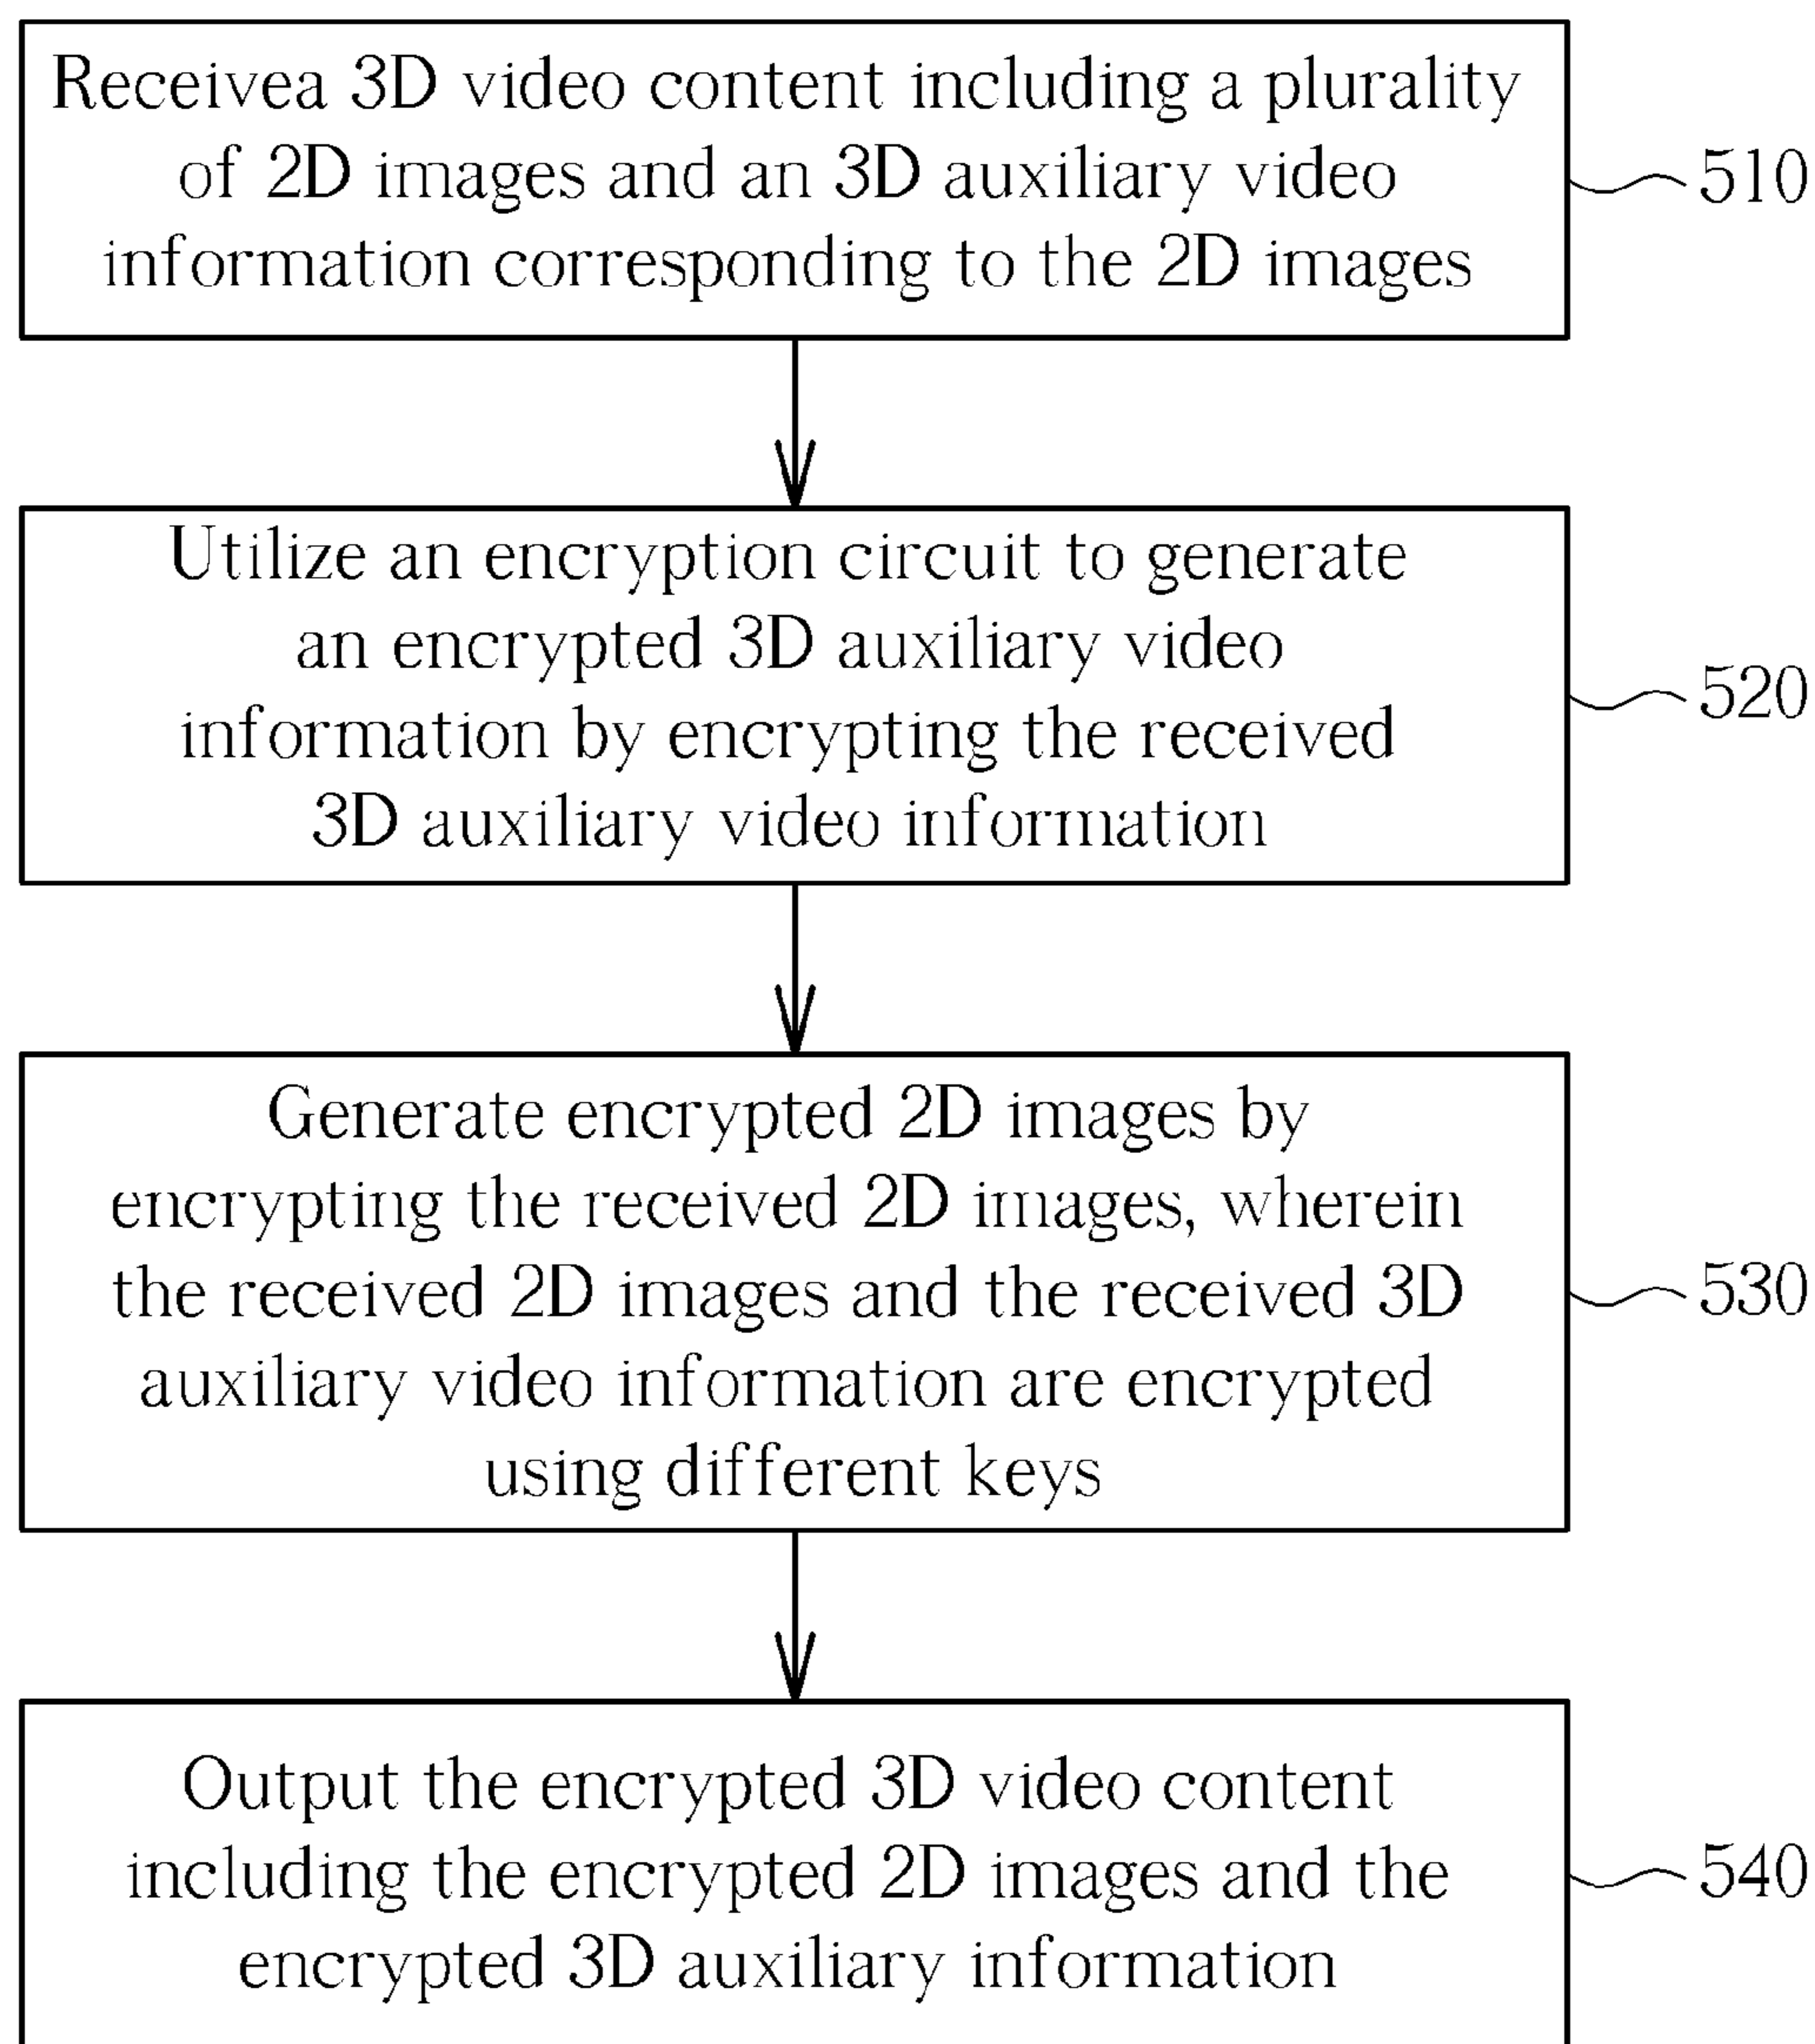 Receivea 3D video content including a plurality
of 2D images and an 3D auxiliary video
information corresponding to the 2D images
510
Utilize an encryption circuit to generate
an encrypted 3D auxiliary video
information by encrypting the received
3D auxiliary video information
520
Generate encrypted 2D images by
encrypting the received 2D images, wherein
the received 2D images and the received 3D
auxiliary video information are encrypted
using different keys
530
Output the encrypted 3D video content
including the encrypted 2D images and the
encrypted 3D auxiliary information
540